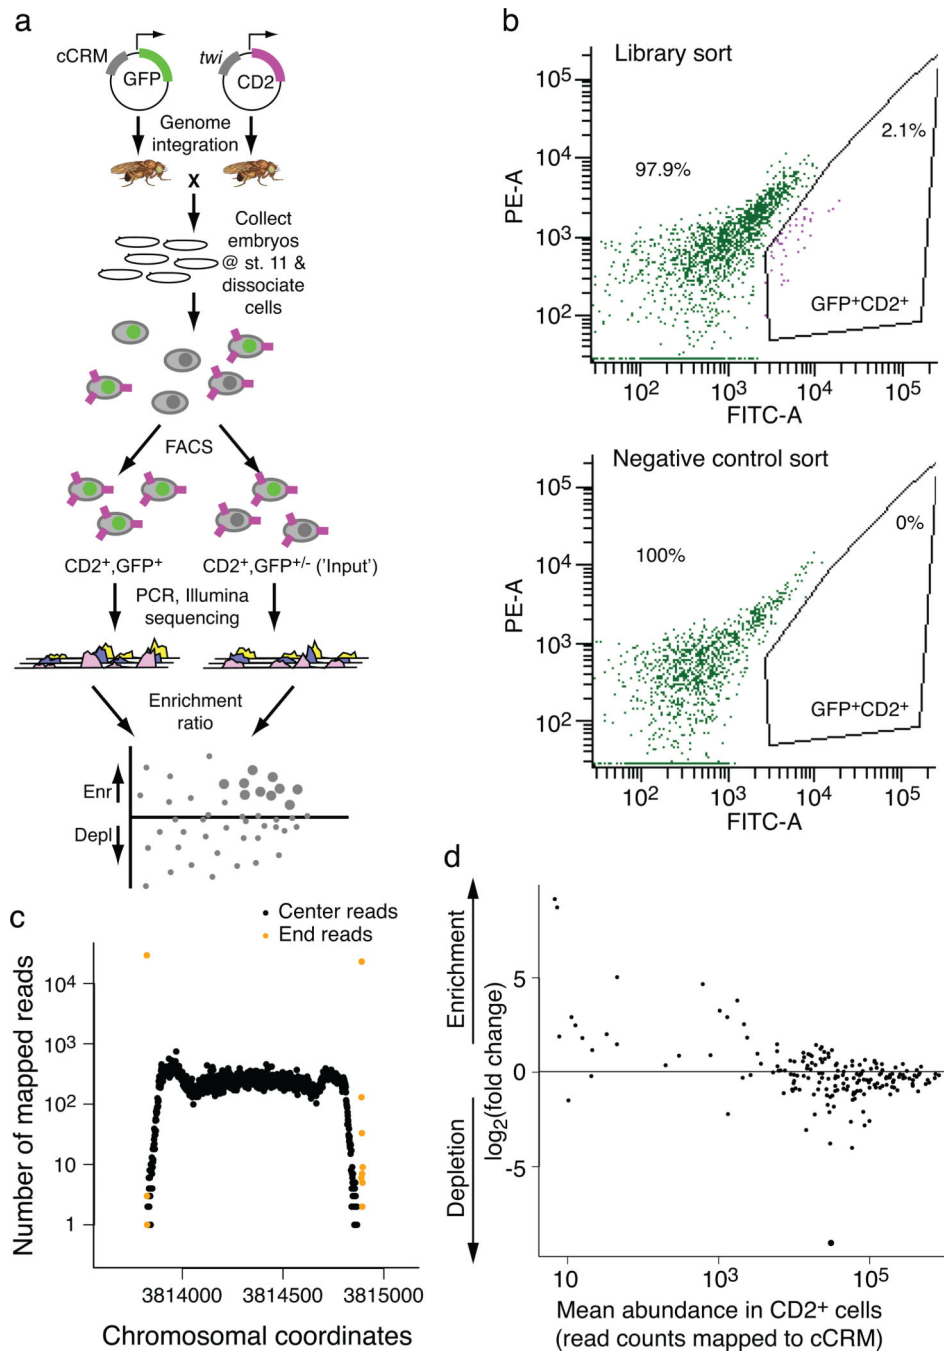 a
cCRM
GFP
twi
CD2
Genome
integration
X
Collect
embryos
@ st. 11 &
dissociate
cells
FACS
CD2+,GFP+
CD2+,GFP+/- ('Input')
PCR, Illumina
sequencing
Enrichment
ratio
Enr
Depl
b
Library sort
PE-A
10^5
10^4
10^3
10^2
97.9%
2.1%
GFP+CD2+
10^2 10^3 10^4 10^5
FITC-A
Negative control sort
PE-A
10^5
10^4
10^3
10^2
100%
0%
GFP+CD2+
10^2 10^3 10^4 10^5
FITC-A
c
Center reads
End reads
Number of mapped reads
10^4
10^3
10^2
10
1
3814000 3814500 3815000
Chromosomal coordinates
d
Enrichment
Depletion
log2(fold change)
5
0
-5
10 10^3 10^5
Mean abundance in CD2+ cells
(read counts mapped to cCRM)